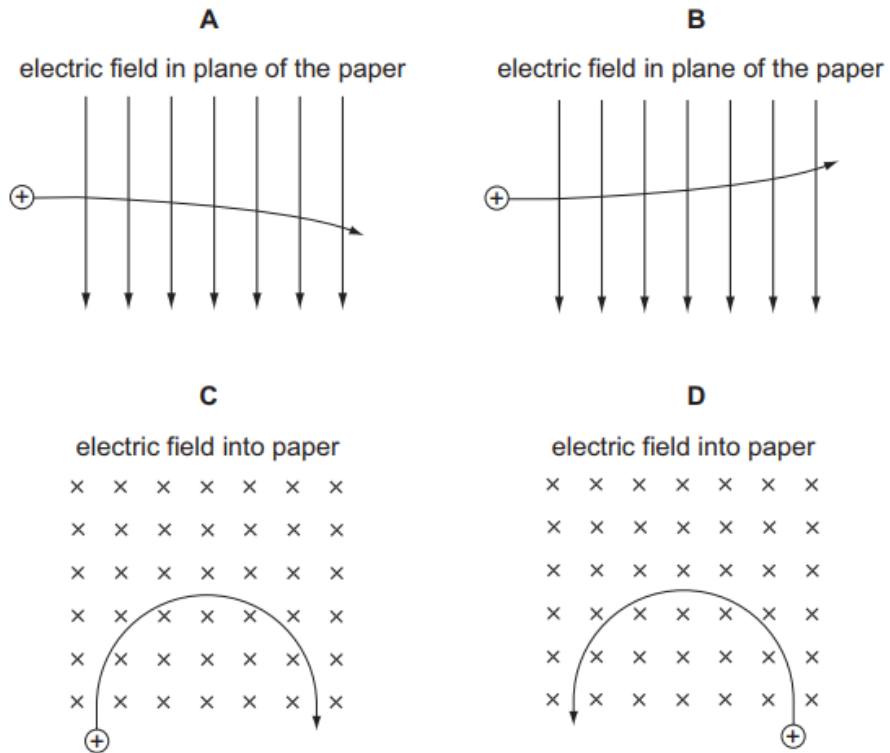 A
electric field in plane of the paper
+
B
electric field in plane of the paper
+
C
electric field into paper
+
D
electric field into paper
+